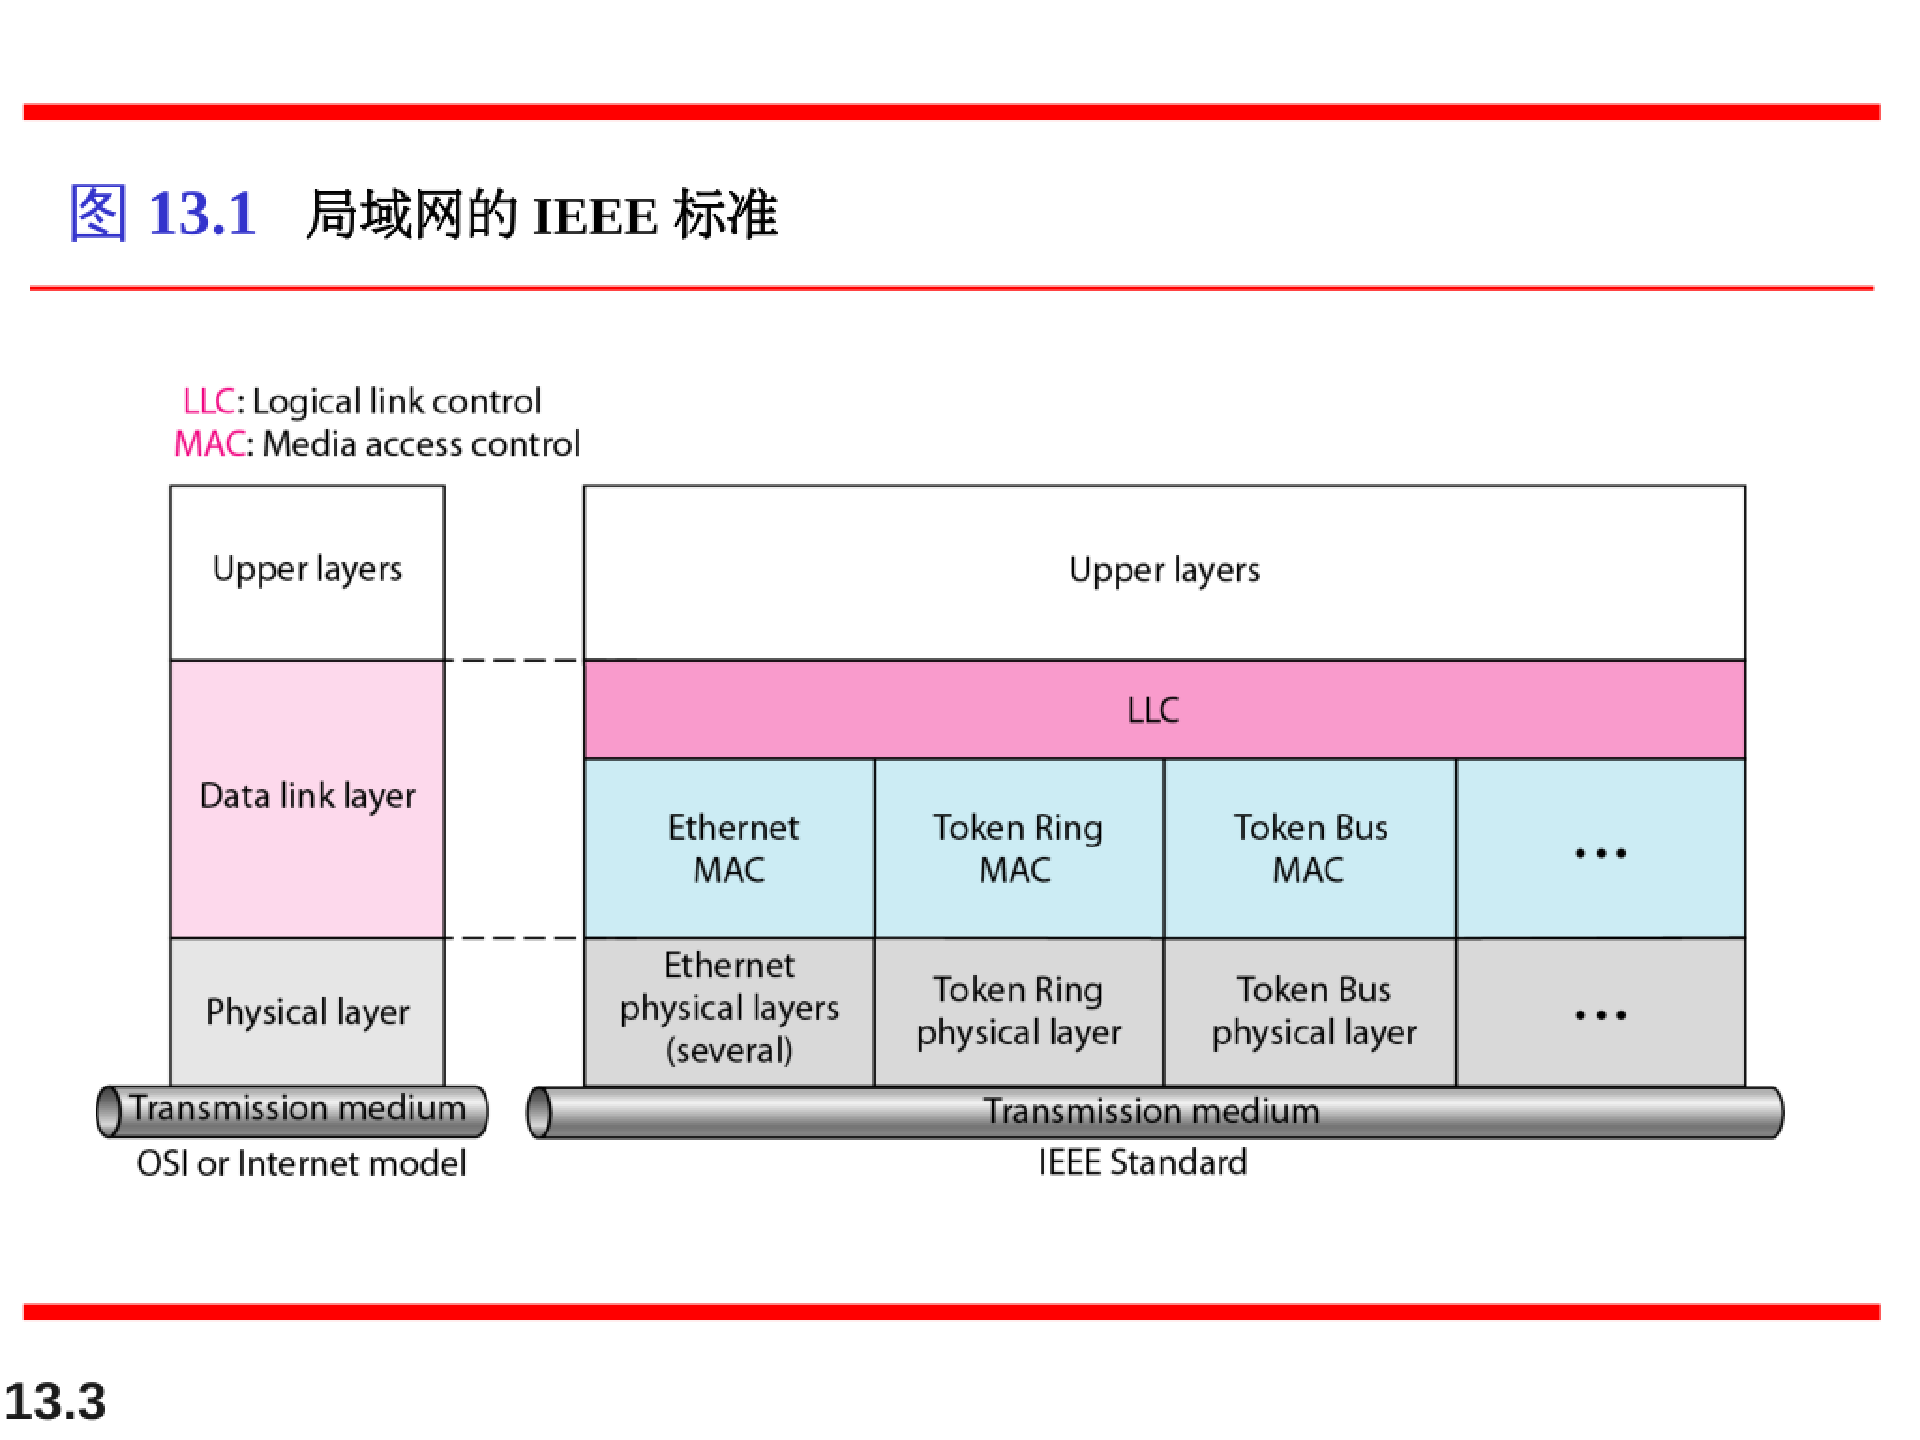 图 13.1 局域网的 IEEE 标准
LLC: Logical link control
MAC: Media access control
Upper layers
Data link layer
Physical layer
Transmission medium
OSI or Internet model
Upper layers
LLC
Ethernet
MAC
Token Ring
MAC
Token Bus
MAC
...
Ethernet
physical layers
(several)
Token Ring
physical layer
Token Bus
physical layer
...
Transmission medium
IEEE Standard
13.3